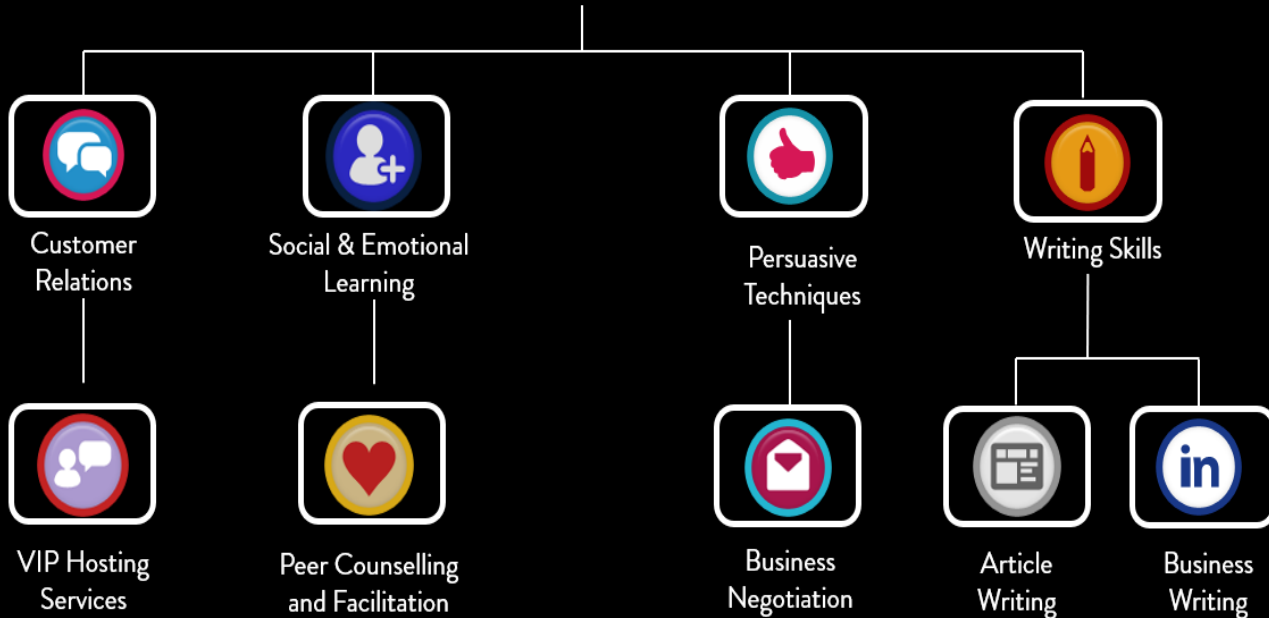 Customer
Relations
Social & Emotional
Learning
Persuasive
Techniques
Writing Skills
in
VIP Hosting
Services
Peer Counselling
and Facilitation
Business
Negotiation
Article
Writing
Business
Writing